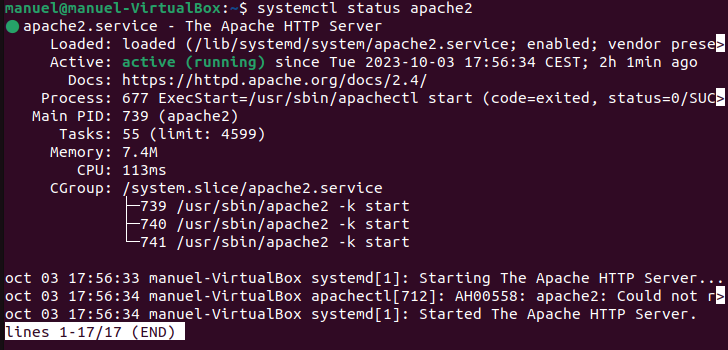 manuel@manuel-VirtualBox:~$ systemctl status apache2
● apache2.service - The Apache HTTP Server
     Loaded: loaded (/lib/systemd/system/apache2.service; enabled; vendor prese>
     Active: active (running) since Tue 2023-10-03 17:56:34 CEST; 2h 1min ago
       Docs: https://httpd.apache.org/docs/2.4/
    Process: 677 ExecStart=/usr/sbin/apachectl start (code=exited, status=0/SUC>
   Main PID: 739 (apache2)
      Tasks: 55 (limit: 4599)
     Memory: 7.4M
        CPU: 113ms
     CGroup: /system.slice/apache2.service
             ├─739 /usr/sbin/apache2 -k start
             ├─740 /usr/sbin/apache2 -k start
             └─741 /usr/sbin/apache2 -k start

oct 03 17:56:33 manuel-VirtualBox systemd[1]: Starting The Apache HTTP Server...
oct 03 17:56:34 manuel-VirtualBox apachectl[712]: AH00558: apache2: Could not r>
oct 03 17:56:34 manuel-VirtualBox systemd[1]: Started The Apache HTTP Server.
lines 1-17/17 (END)